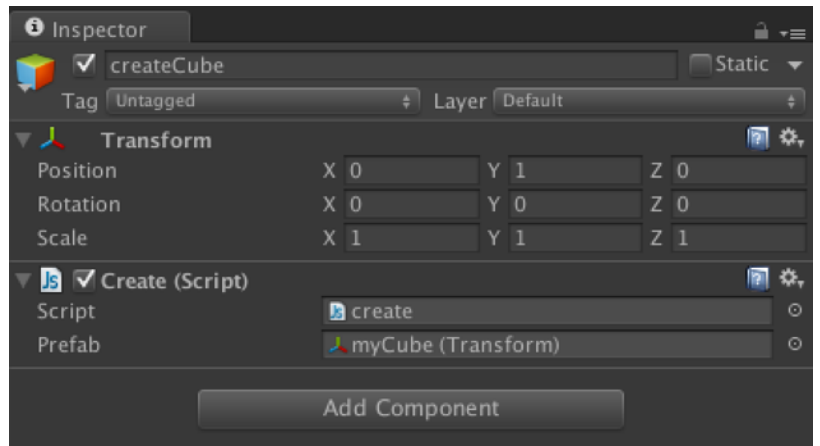 Inspector
createCube Static
Tag Untagged Layer Default
Transform
Position X 0 Y 1 Z 0
Rotation X 0 Y 0 Z 0
Scale X 1 Y 1 Z 1
Js Create (Script)
Script create
Prefab myCube (Transform)
Add Component